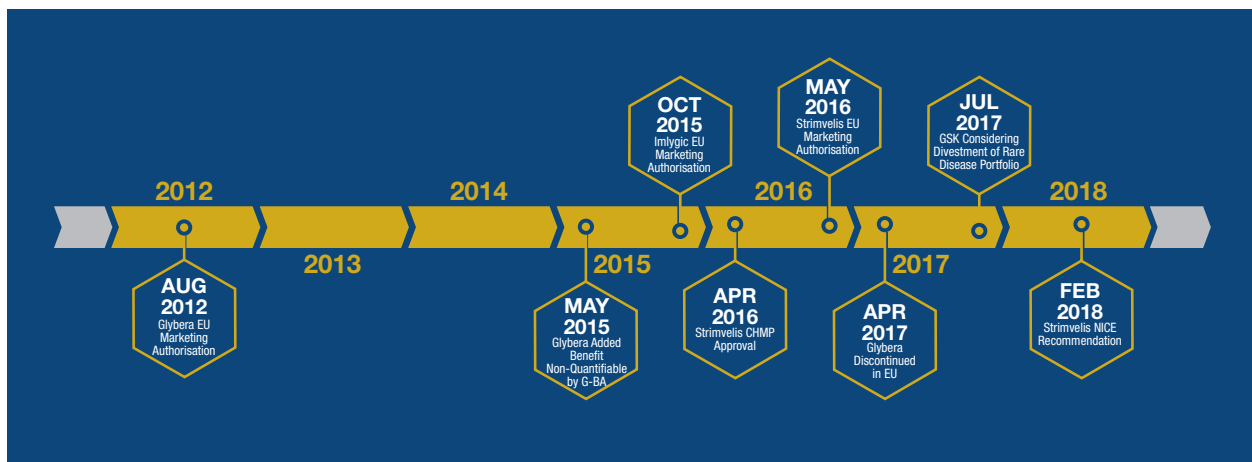 OCT
2015
Imlygic EU
Marketing
Authorisation
MAY
2016
Strimvelis EU
Marketing
Authorisation
JUL
2017
GSK Considering
Divestment of Rare
Disease Portfolio
2012
2014
2016
2018
2013
2015
2017
AUG
2012
Glybera EU
Marketing
Authorisation
MAY
2015
Glybera Added
Benefit
Non-Quantifiable
by G-BA
APR
2016
Strimvelis CHMP
Approval
APR
2017
Glybera
Discontinued
in EU
FEB
2018
Strimvelis NICE
Recommendation